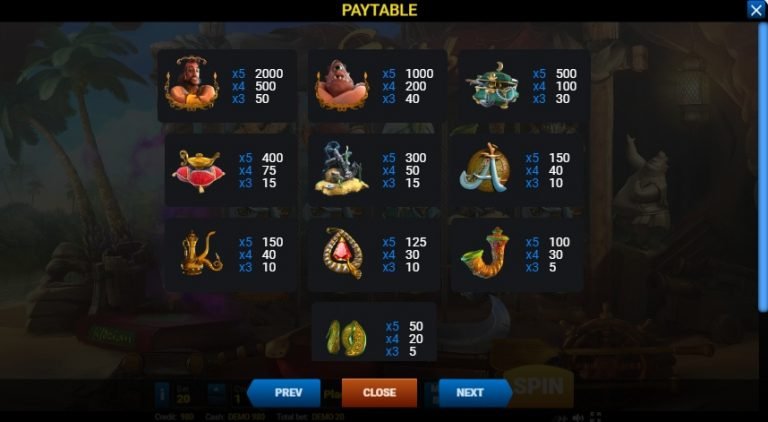 PAYTABLE
x5 2000
x4 500
x3 50
x5 1000
x4 200
x3 40
x5 500
x4 100
x3 30
x5 400
x4 75
x3 15
x5 300
x4 50
x3 15
x5 150
x4 40
x3 10
x5 150
x4 40
x3 10
x5 125
x4 30
x3 10
x5 100
x4 30
x3 5
x5 50
x4 20
x3 5
Bet
20
PREV
CLOSE
NEXT
SPIN
Credit: 980 Cash: DEMO 980 Total bet: DEMO 20